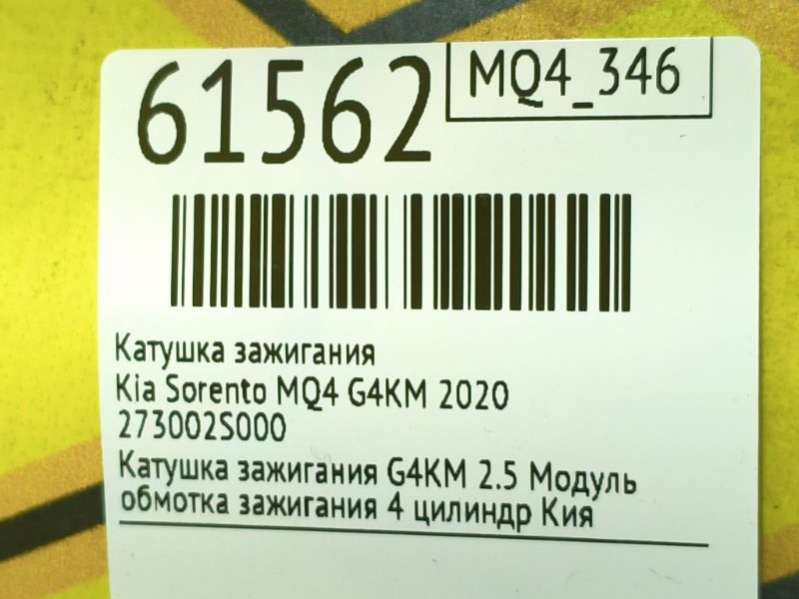 61562
MQ4_346
Катушка зажигания
Kia Sorento MQ4 G4KM 2020
273002S000
Катушка зажигания G4KM 2.5 Модуль
обмотка зажигания 4 цилиндр Кия